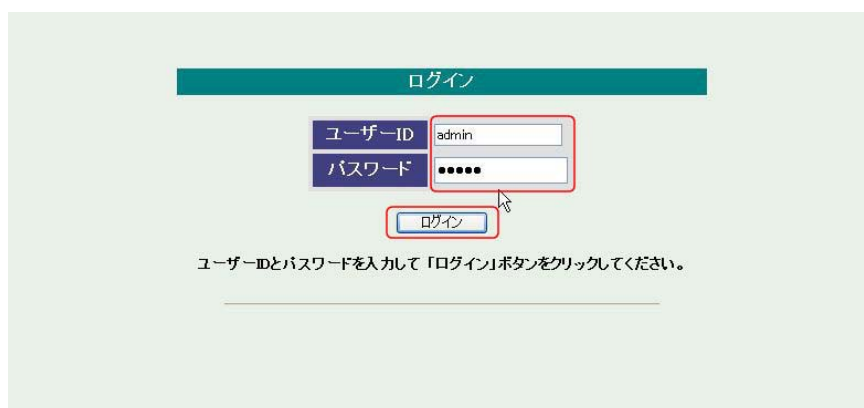 ログイン
ユーザーID admin
パスワード ●●●●●
ログイン
ユーザーIDとパスワードを入力して「ログイン」ボタンをクリックしてください。